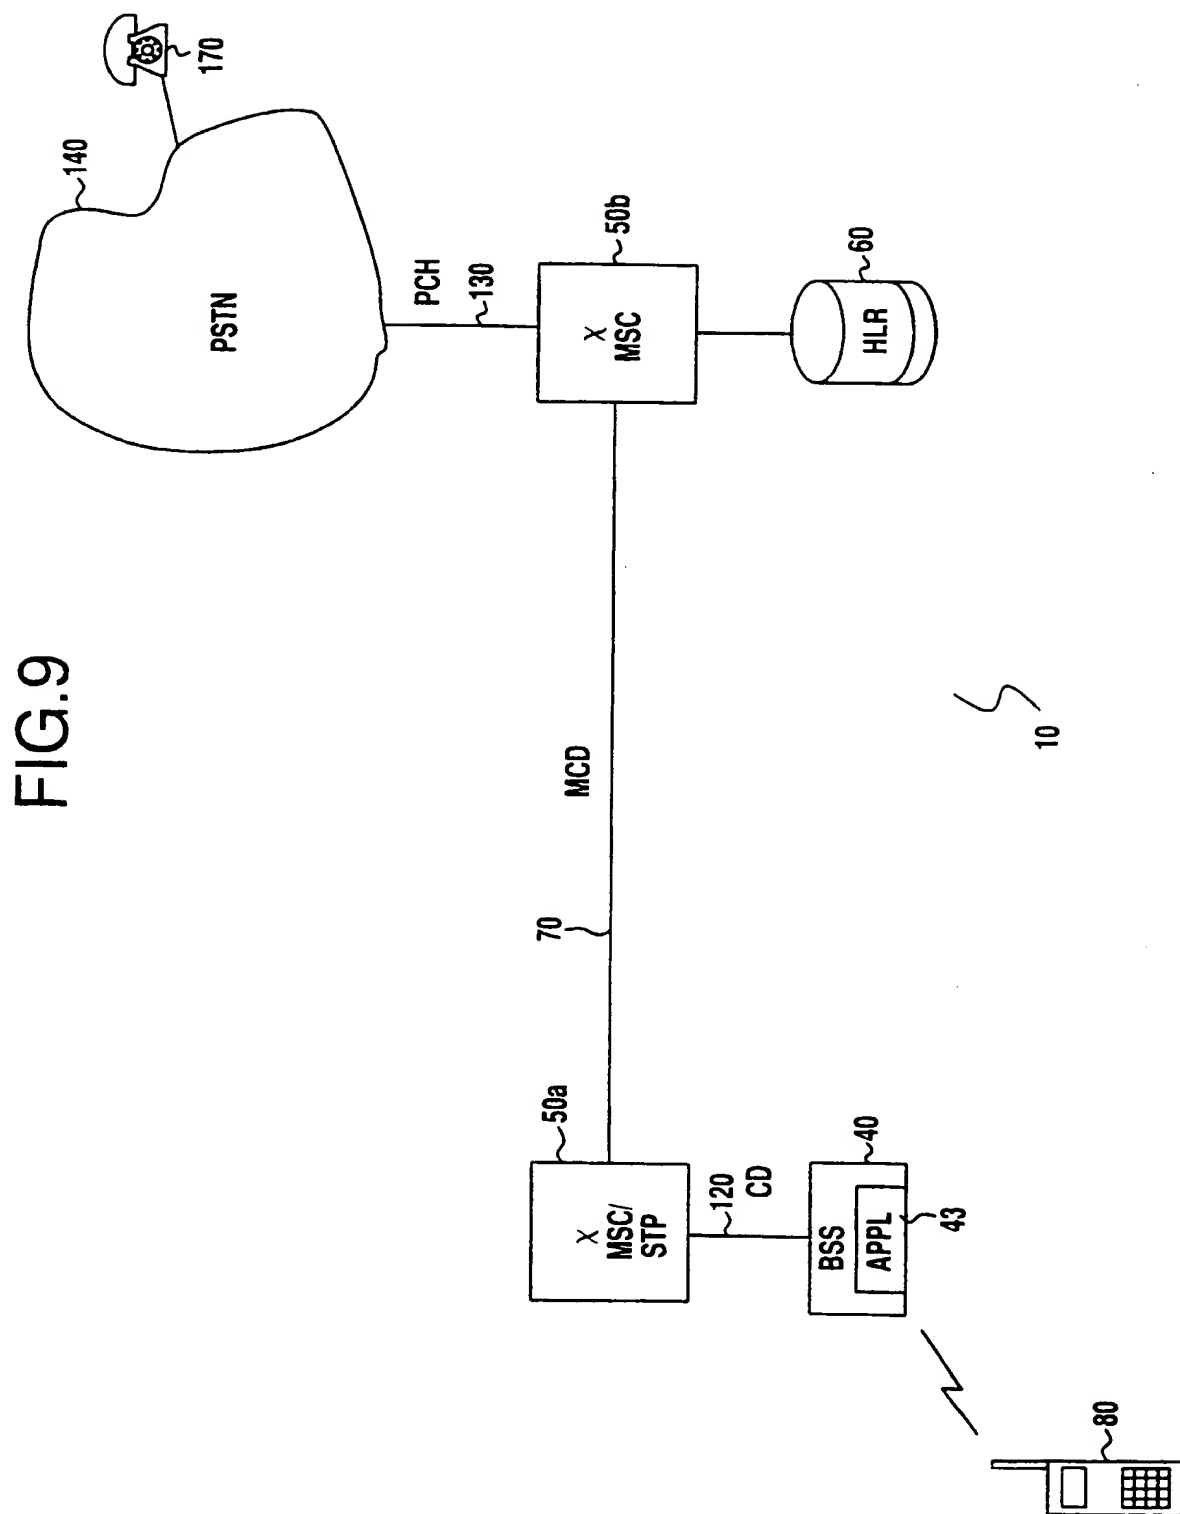 FIG.9
170
140
PSTN
PCH
130
50b
χ
MSC
60
HLR
MCD
70
10
50a
χ
MSC/
STP
120
CD
40
BSS
APPL
43
80